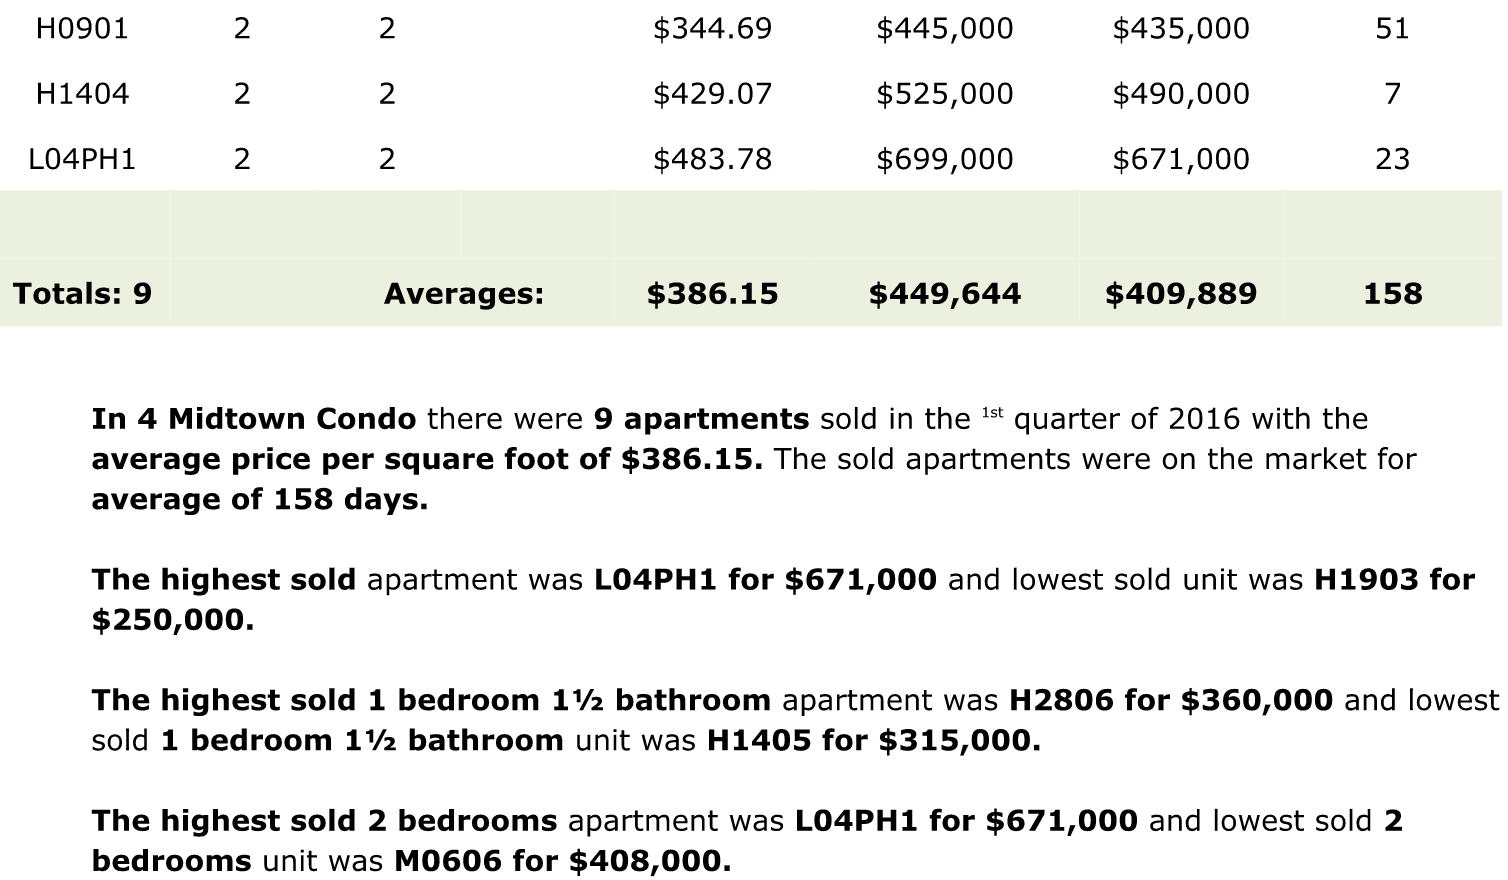 H0901 2 2 $344.69 $445,000 $435,000 51
H1404 2 2 $429.07 $525,000 $490,000 7
L04PH1 2 2 $483.78 $699,000 $671,000 23
Totals: 9 Averages: $386.15 $449,644 $409,889 158
In 4 Midtown Condo there were 9 apartments sold in the 1st quarter of 2016 with the
average price per square foot of $386.15. The sold apartments were on the market for
average of 158 days.
The highest sold apartment was L04PH1 for $671,000 and lowest sold unit was H1903 for
$250,000.
The highest sold 1 bedroom 1½ bathroom apartment was H2806 for $360,000 and lowest
sold 1 bedroom 1½ bathroom unit was H1405 for $315,000.
The highest sold 2 bedrooms apartment was L04PH1 for $671,000 and lowest sold 2
bedrooms unit was M0606 for $408,000.